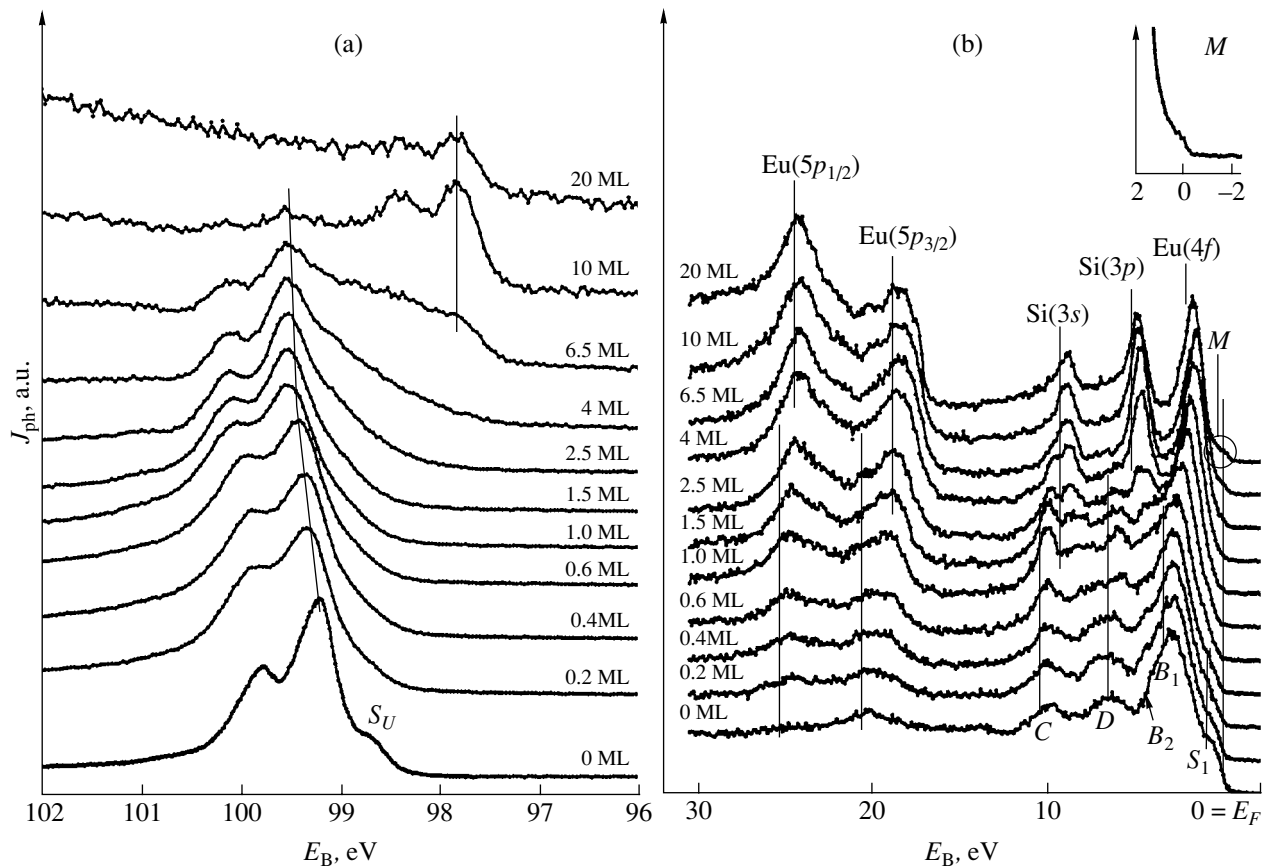 (a)
J_ph, a.u.
20 ML
10 ML
6.5 ML
4 ML
2.5 ML
1.5 ML
1.0 ML
0.6 ML
0.4ML
0.2 ML
S_U
0 ML
102 101 100 99 98 97 96
E_B, eV
(b)
M
2 0 –2
Eu(5p_1/2)
Eu(5p_3/2)
Eu(4f)
Si(3p)
Si(3s)
M
20 ML
10 ML
6.5 ML
4 ML
2.5 ML
1.5 ML
1.0 ML
0.6 ML
0.4ML
0.2 ML
0 ML
C
D
B_1
B_2
S_1
30 20 10 0 = E_F
E_B, eV